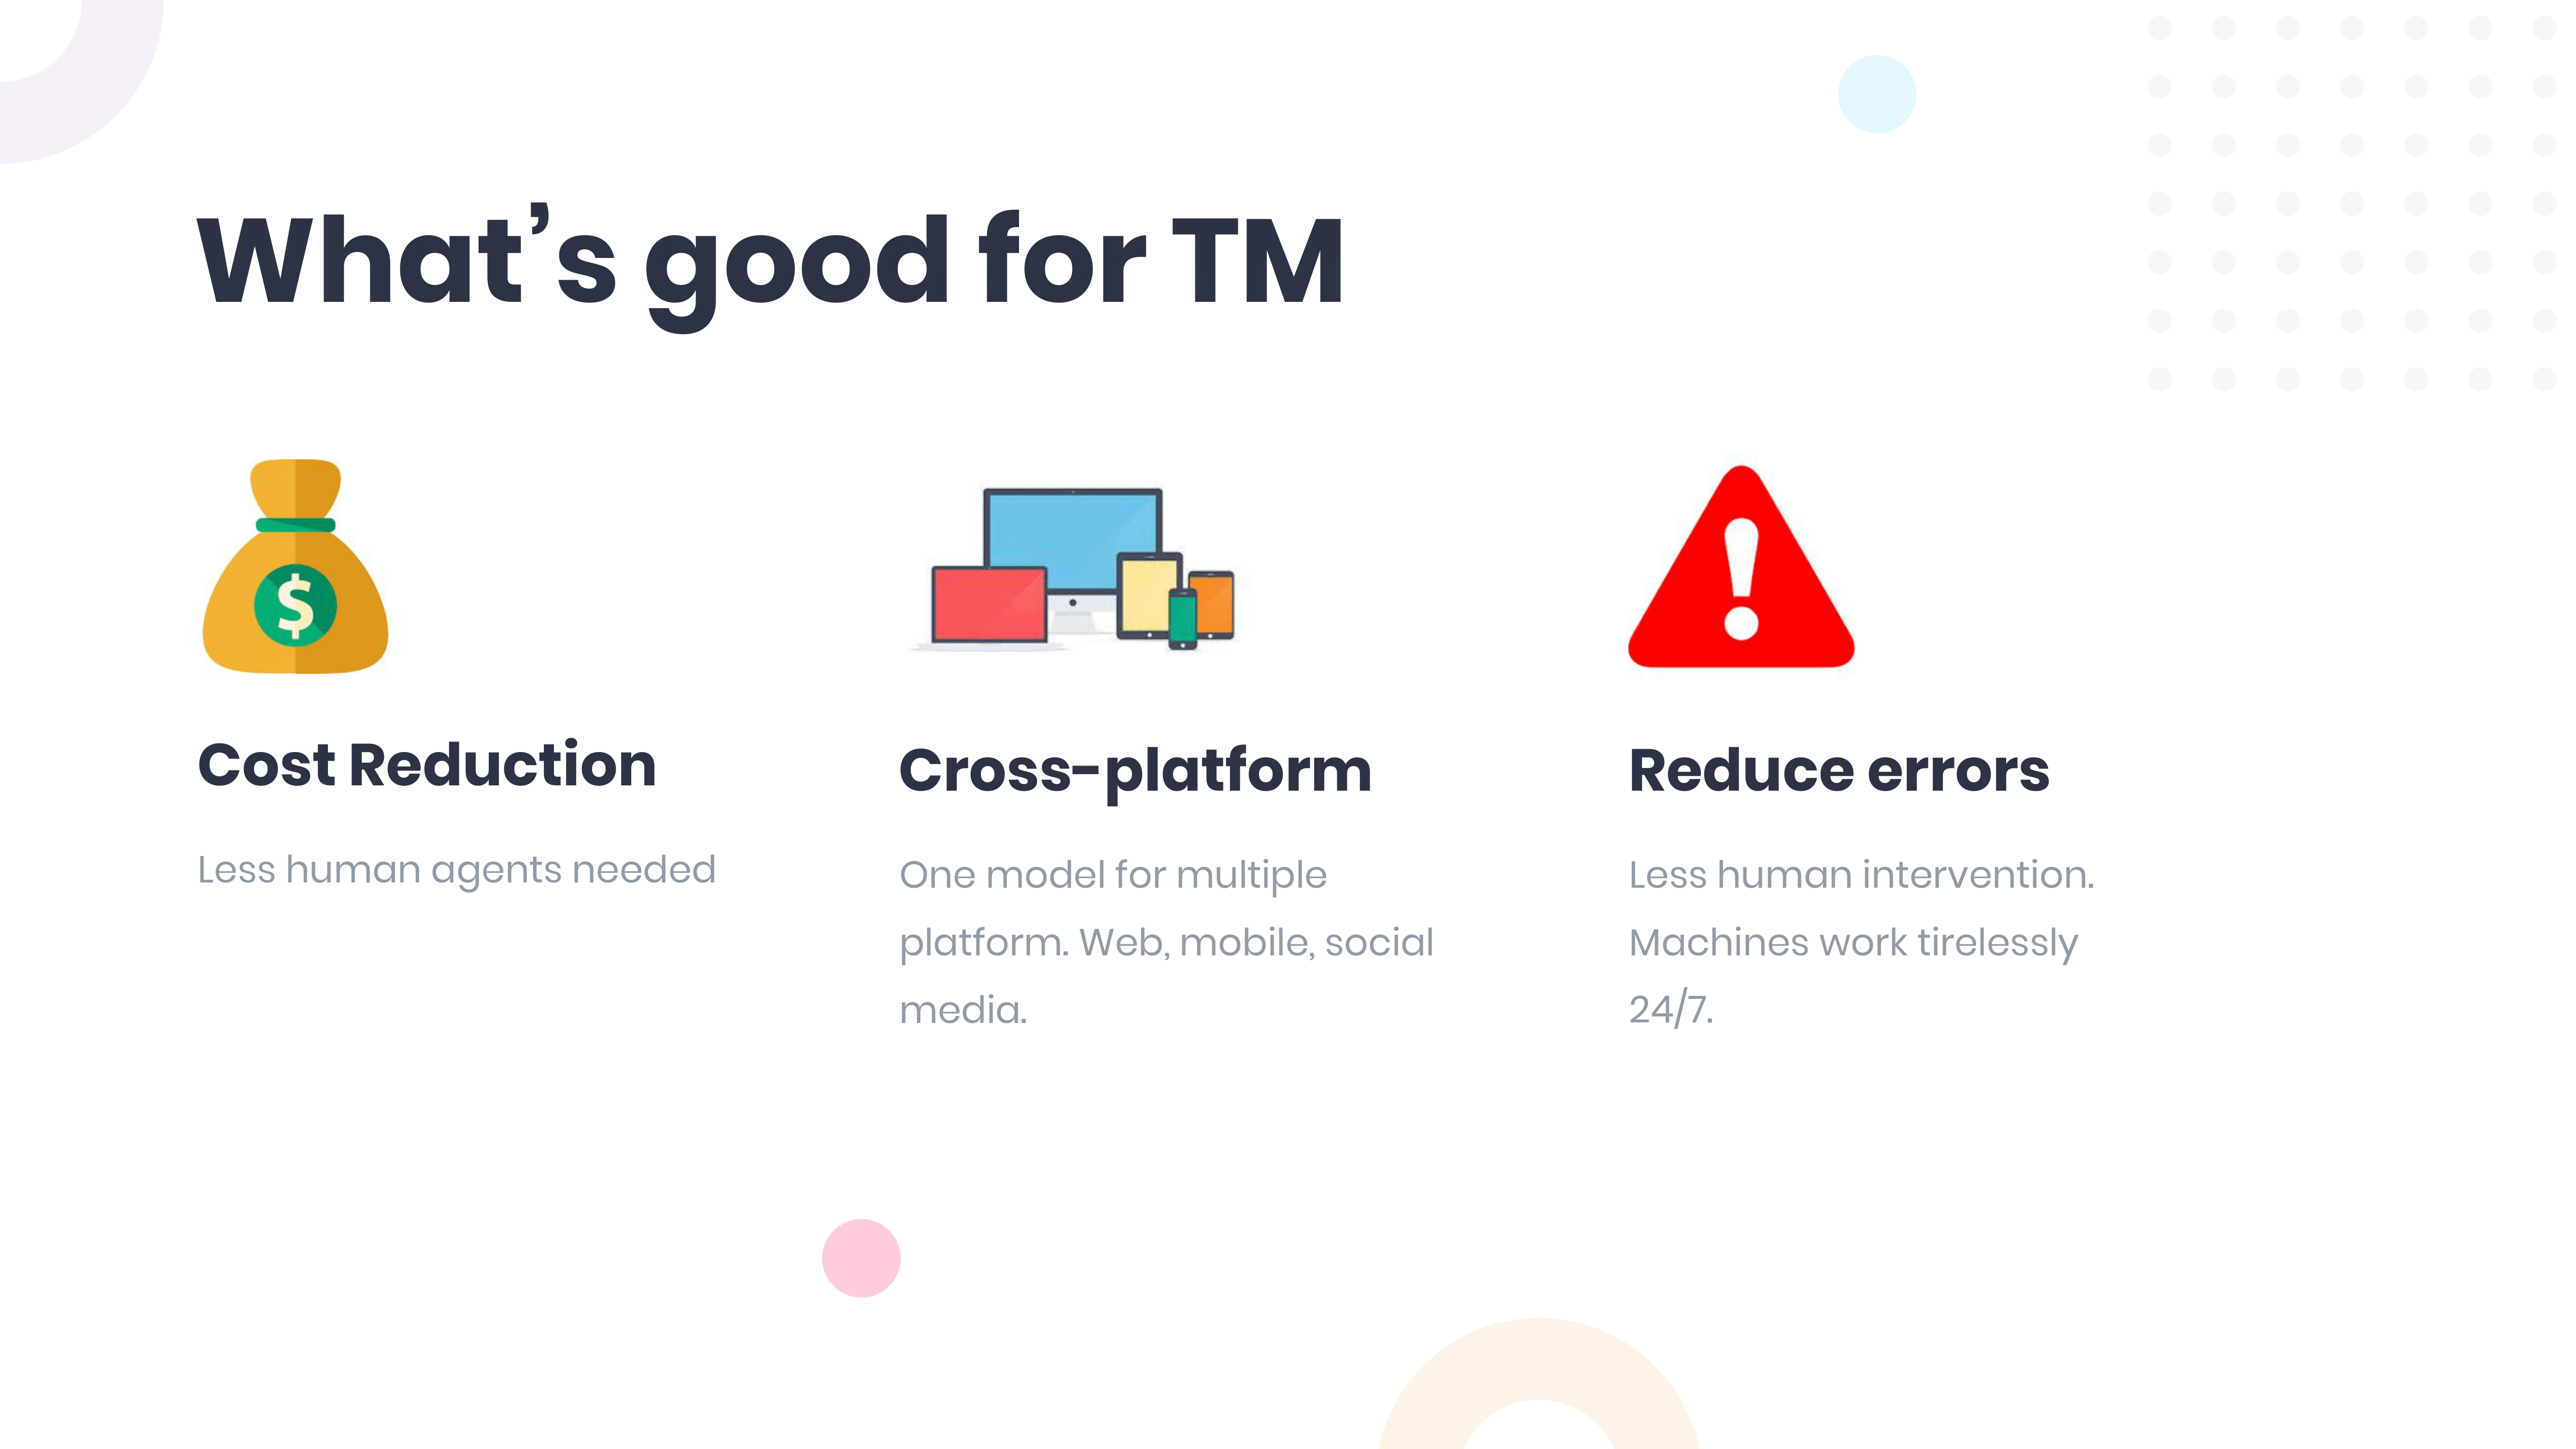 What’s good for TM
$
Cost Reduction
Less human agents needed
Cross-platform
One model for multiple
platform. Web, mobile, social
media.
Reduce errors
Less human intervention.
Machines work tirelessly
24/7.